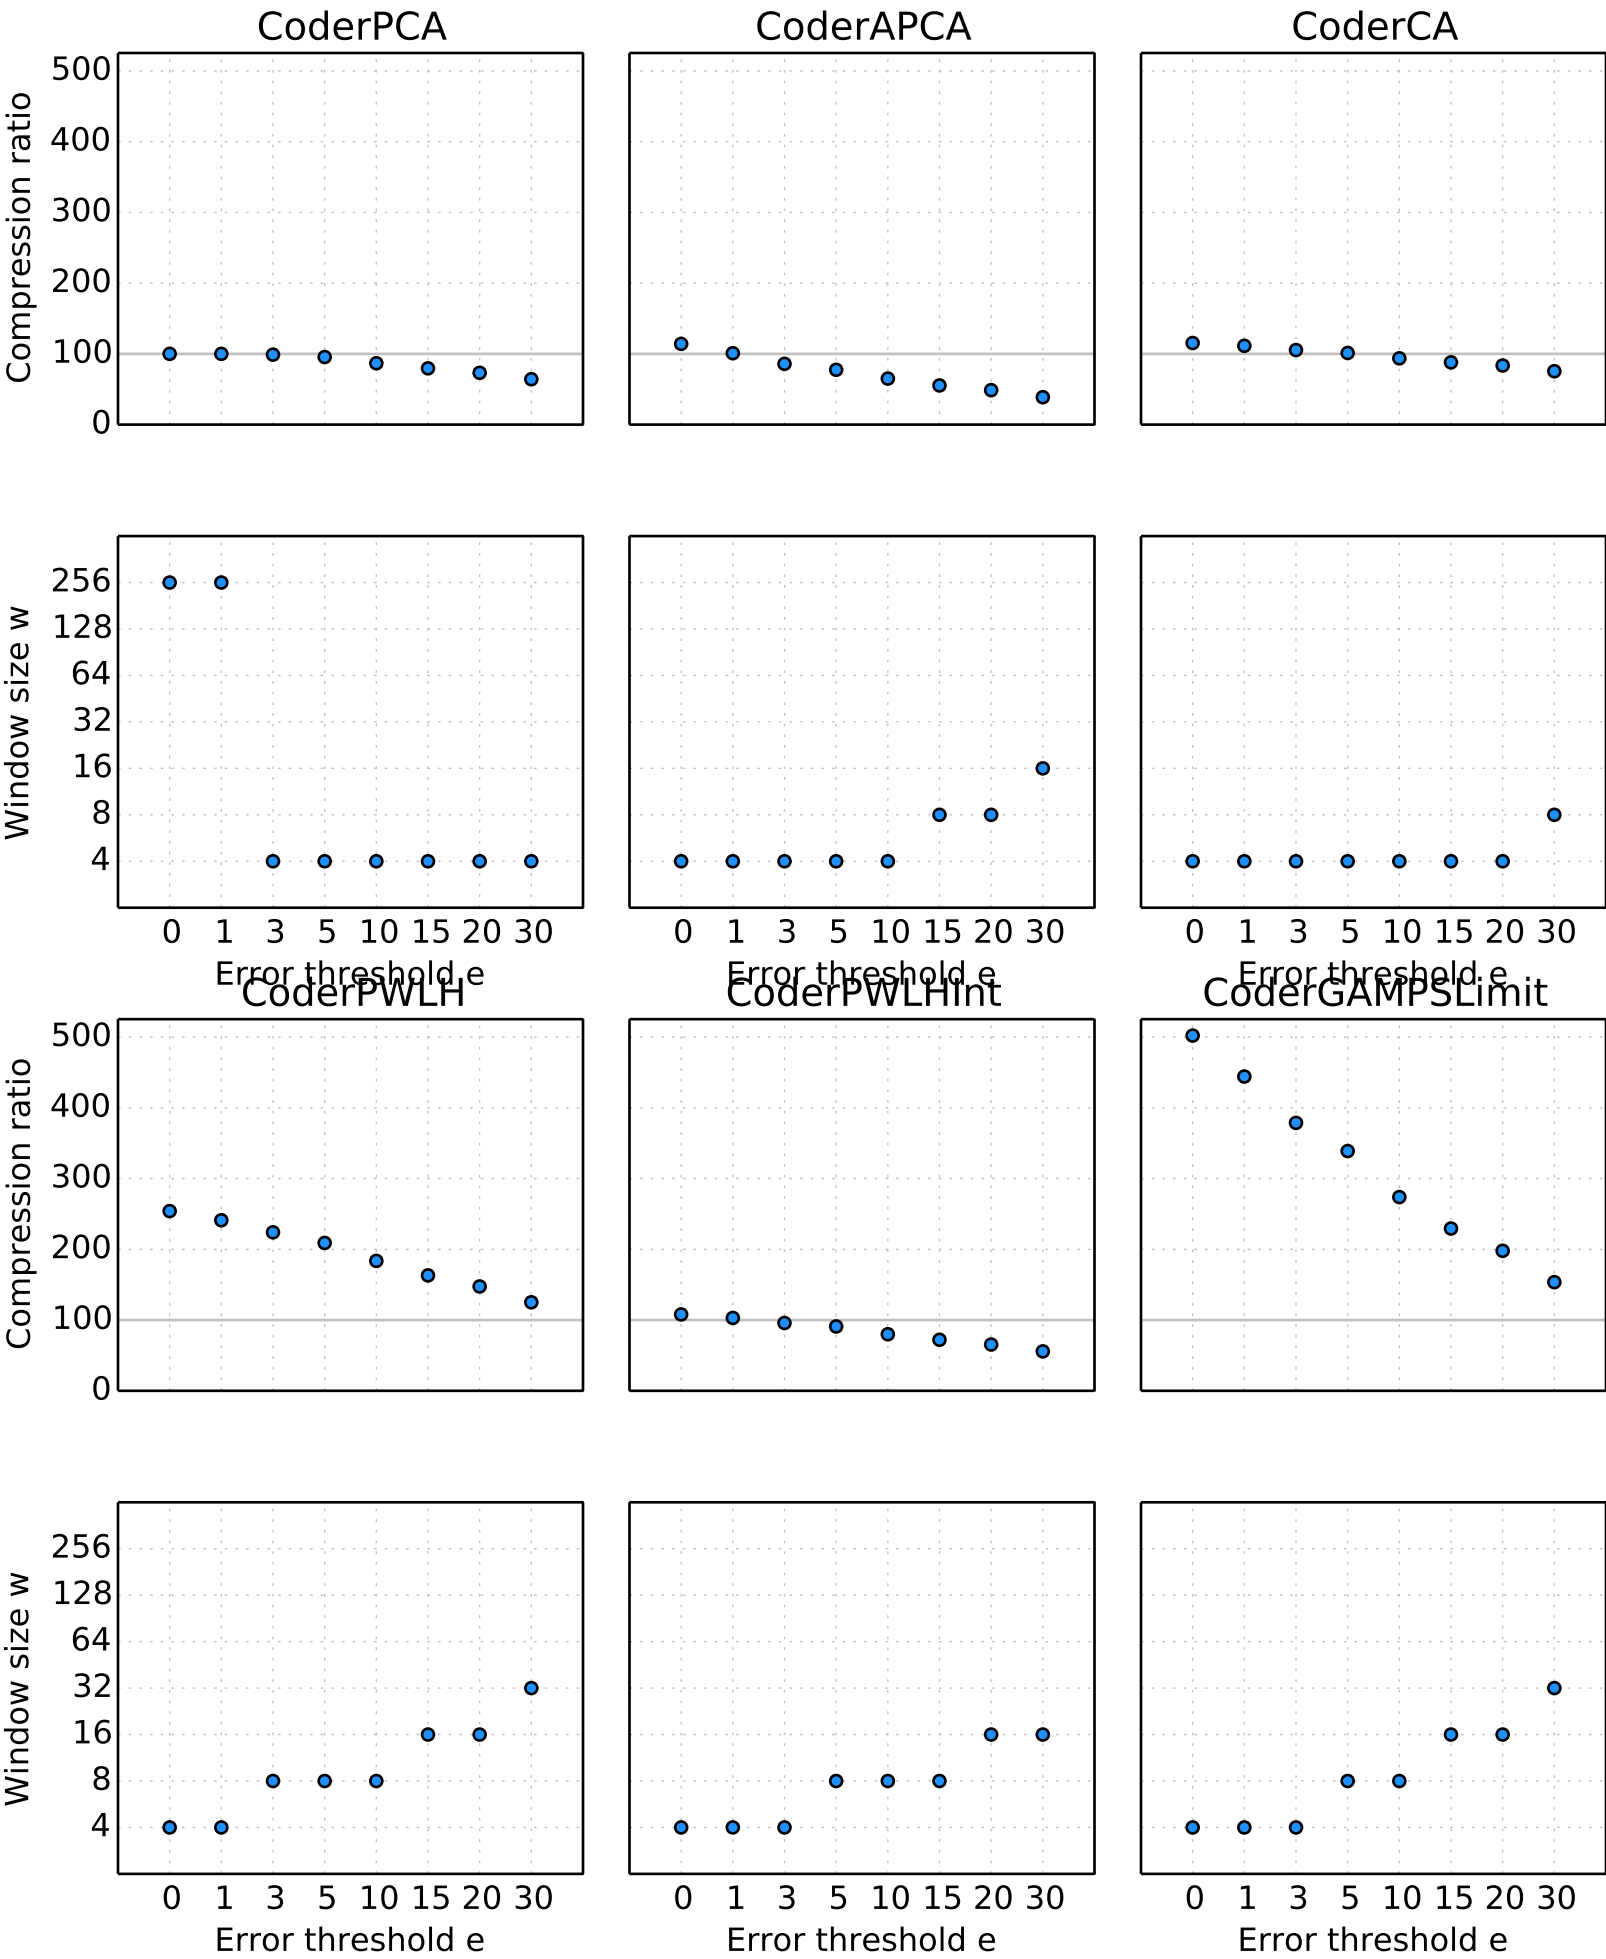 CoderPCA CoderAPCA CoderCA
Compression ratio
500
400
300
200
100
0
Window size w
256
128
64
32
16
8
4
0 1 3 5 10 15 20 30 0 1 3 5 10 15 20 30 0 1 3 5 10 15 20 30
Error threshold e Error threshold e Error threshold e
CoderPWLH CoderPWLHInt CoderGAMPSLimit
Compression ratio
500
400
300
200
100
0
Window size w
256
128
64
32
16
8
4
0 1 3 5 10 15 20 30 0 1 3 5 10 15 20 30 0 1 3 5 10 15 20 30
Error threshold e Error threshold e Error threshold e